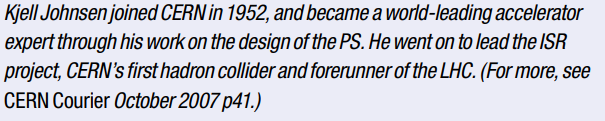 Kjell Johnsen joined CERN in 1952, and became a world-leading accelerator
expert through his work on the design of the PS. He went on to lead the ISR
project, CERN’s first hadron collider and forerunner of the LHC. (For more, see
CERN Courier October 2007 p41.)